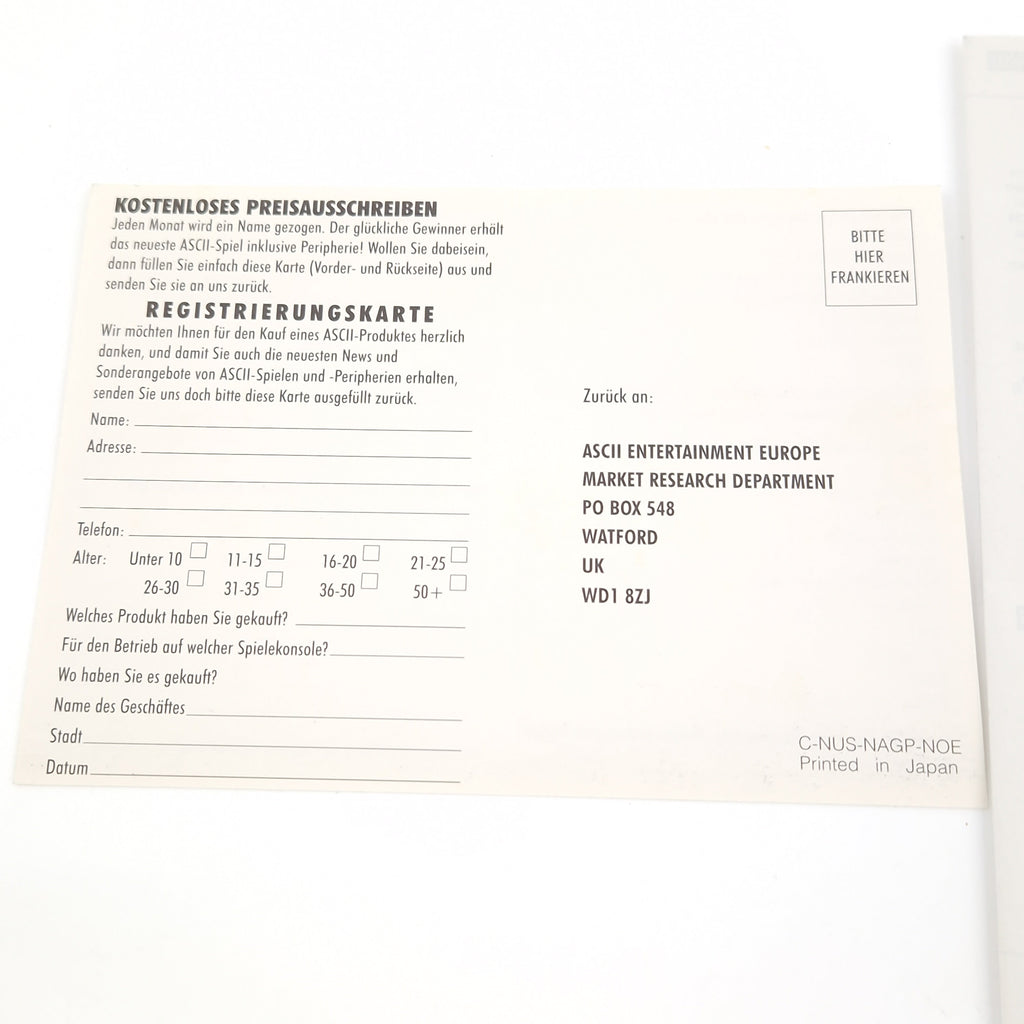 KOSTENLOSES PREISAUSSCHREIBEN
Jeden Monat wird ein Name gezogen. Der glückliche Gewinner erhält
das neueste ASCII-Spiel inklusive Peripherie! Wollen Sie dabeisein,
dann füllen Sie einfach diese Karte (Vorder- und Rückseite) aus und
senden Sie sie an uns zurück.
REGISTRIERUNGSKARTE
Wir möchten Ihnen für den Kauf eines ASCII-Produktes herzlich
danken, und damit Sie auch die neuesten News und
Sonderangebote von ASCII-Spielen und -Peripherien erhalten,
senden Sie uns doch bitte diese Karte ausgefüllt zurück.
Name:
Adresse:
Telefon:
Alter: Unter 10 11-15 16-20 21-25
26-30 31-35 36-50 50+
Welches Produkt haben Sie gekauft?
Für den Betrieb auf welcher Spielekonsole?
Wo haben Sie es gekauft?
Name des Geschäftes
Stadt
Datum
BITTE
HIER
FRANKIEREN
Zurück an:
ASCII ENTERTAINMENT EUROPE
MARKET RESEARCH DEPARTMENT
PO BOX 548
WATFORD
UK
WD1 8ZJ
C-NUS-NAGP-NOE
Printed in Japan